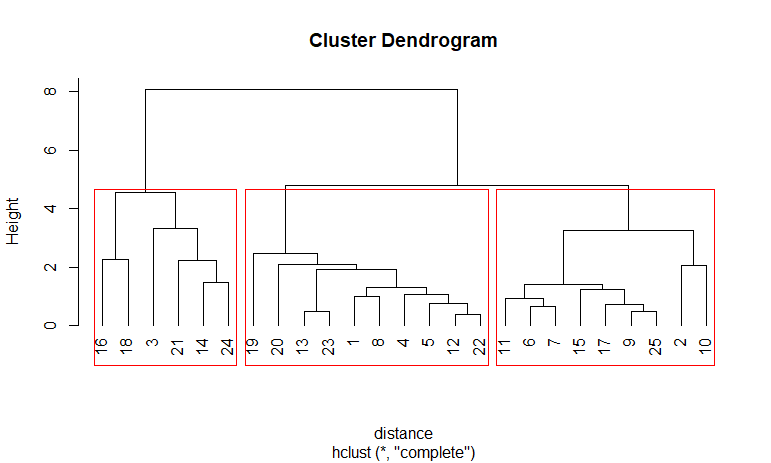 Cluster Dendrogram
Height
0 2 4 6 8
16 18 3 21 14 24 19 20 13 23 1 8 4 5 12 22 11 6 7 15 17 9 25 2 10
distance
hclust (*, "complete")